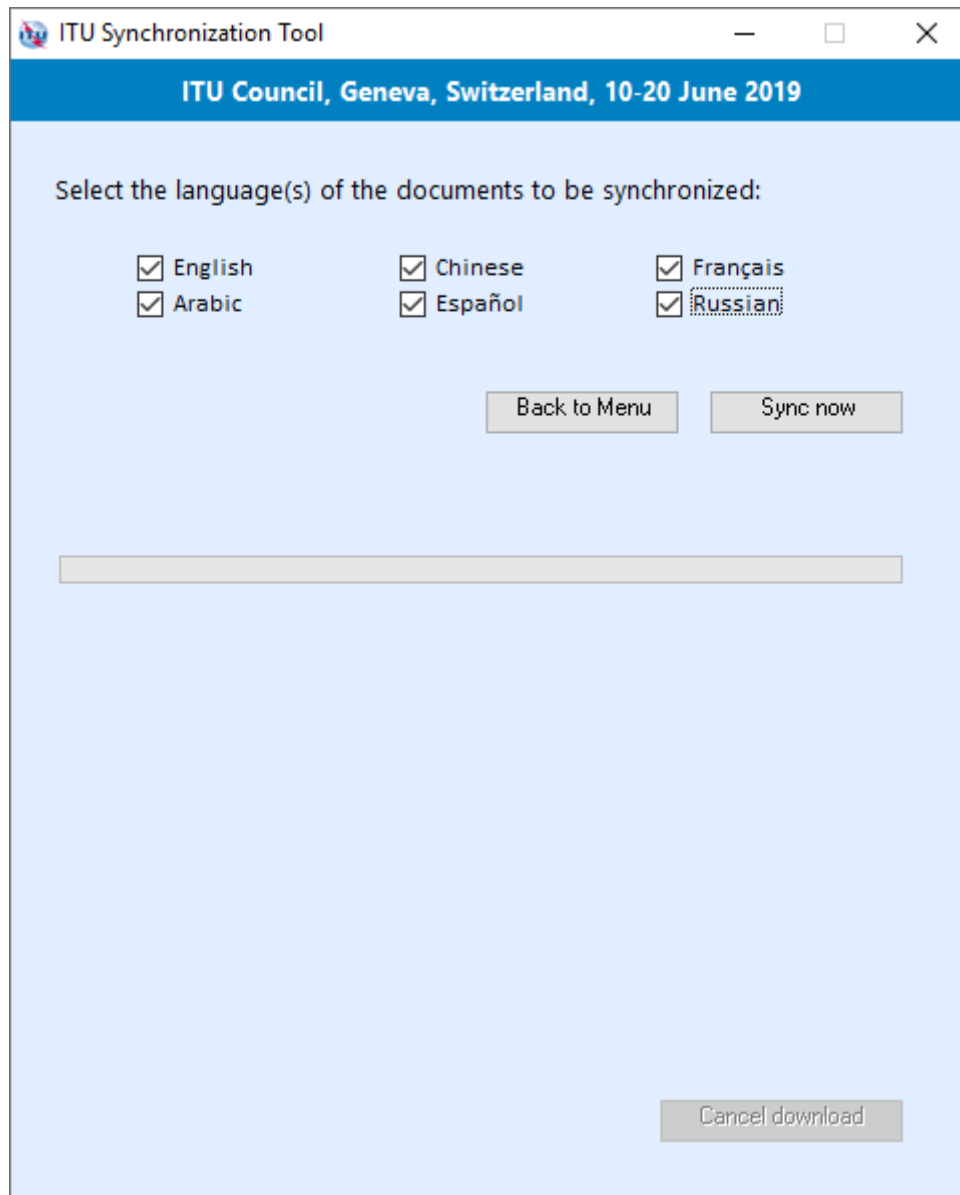 ITU Synchronization Tool
ITU Council, Geneva, Switzerland, 10-20 June 2019
Select the language(s) of the documents to be synchronized:
English Chinese Français
Arabic Español Russian
Back to Menu Sync now
Cancel download